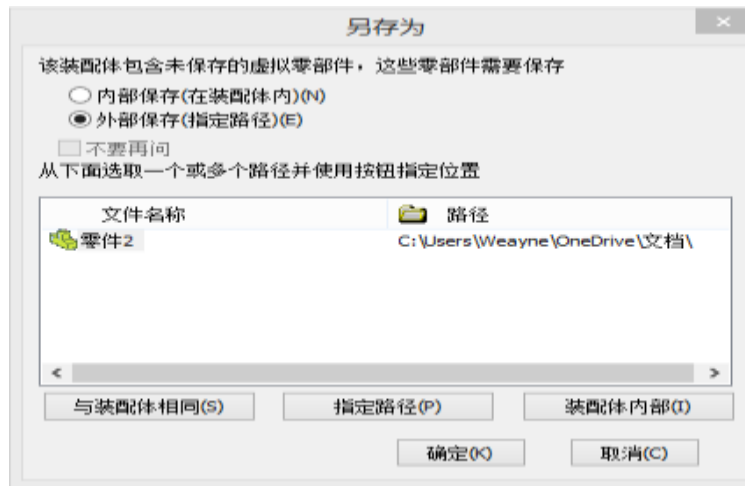 另存为
该装配体包含未保存的虚拟零部件，这些零部件需要保存
内部保存(在装配体内)(N)
外部保存(指定路径)(E)
不要再问
从下面选取一个或多个路径并使用按钮指定位置
文件名称 路径
零件2 C:\Users\Weayne\OneDrive\文档\
与装配体相同(S) 指定路径(P) 装配体内部(I)
确定(K) 取消(C)